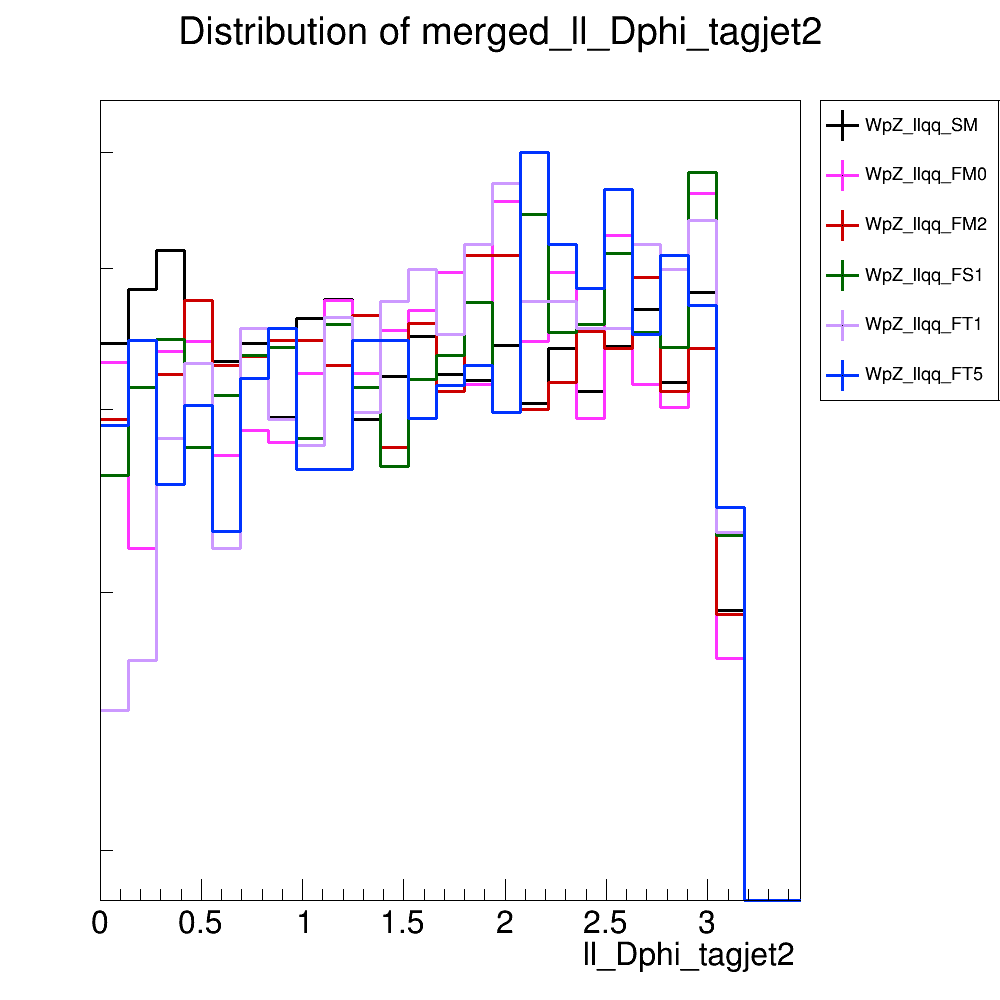 Distribution of merged_ll_Dphi_tagjet2
WpZ_llqq_SM
WpZ_llqq_FM0
WpZ_llqq_FM2
WpZ_llqq_FS1
WpZ_llqq_FT1
WpZ_llqq_FT5
0 0.5 1 1.5 2 2.5 3
ll_Dphi_tagjet2